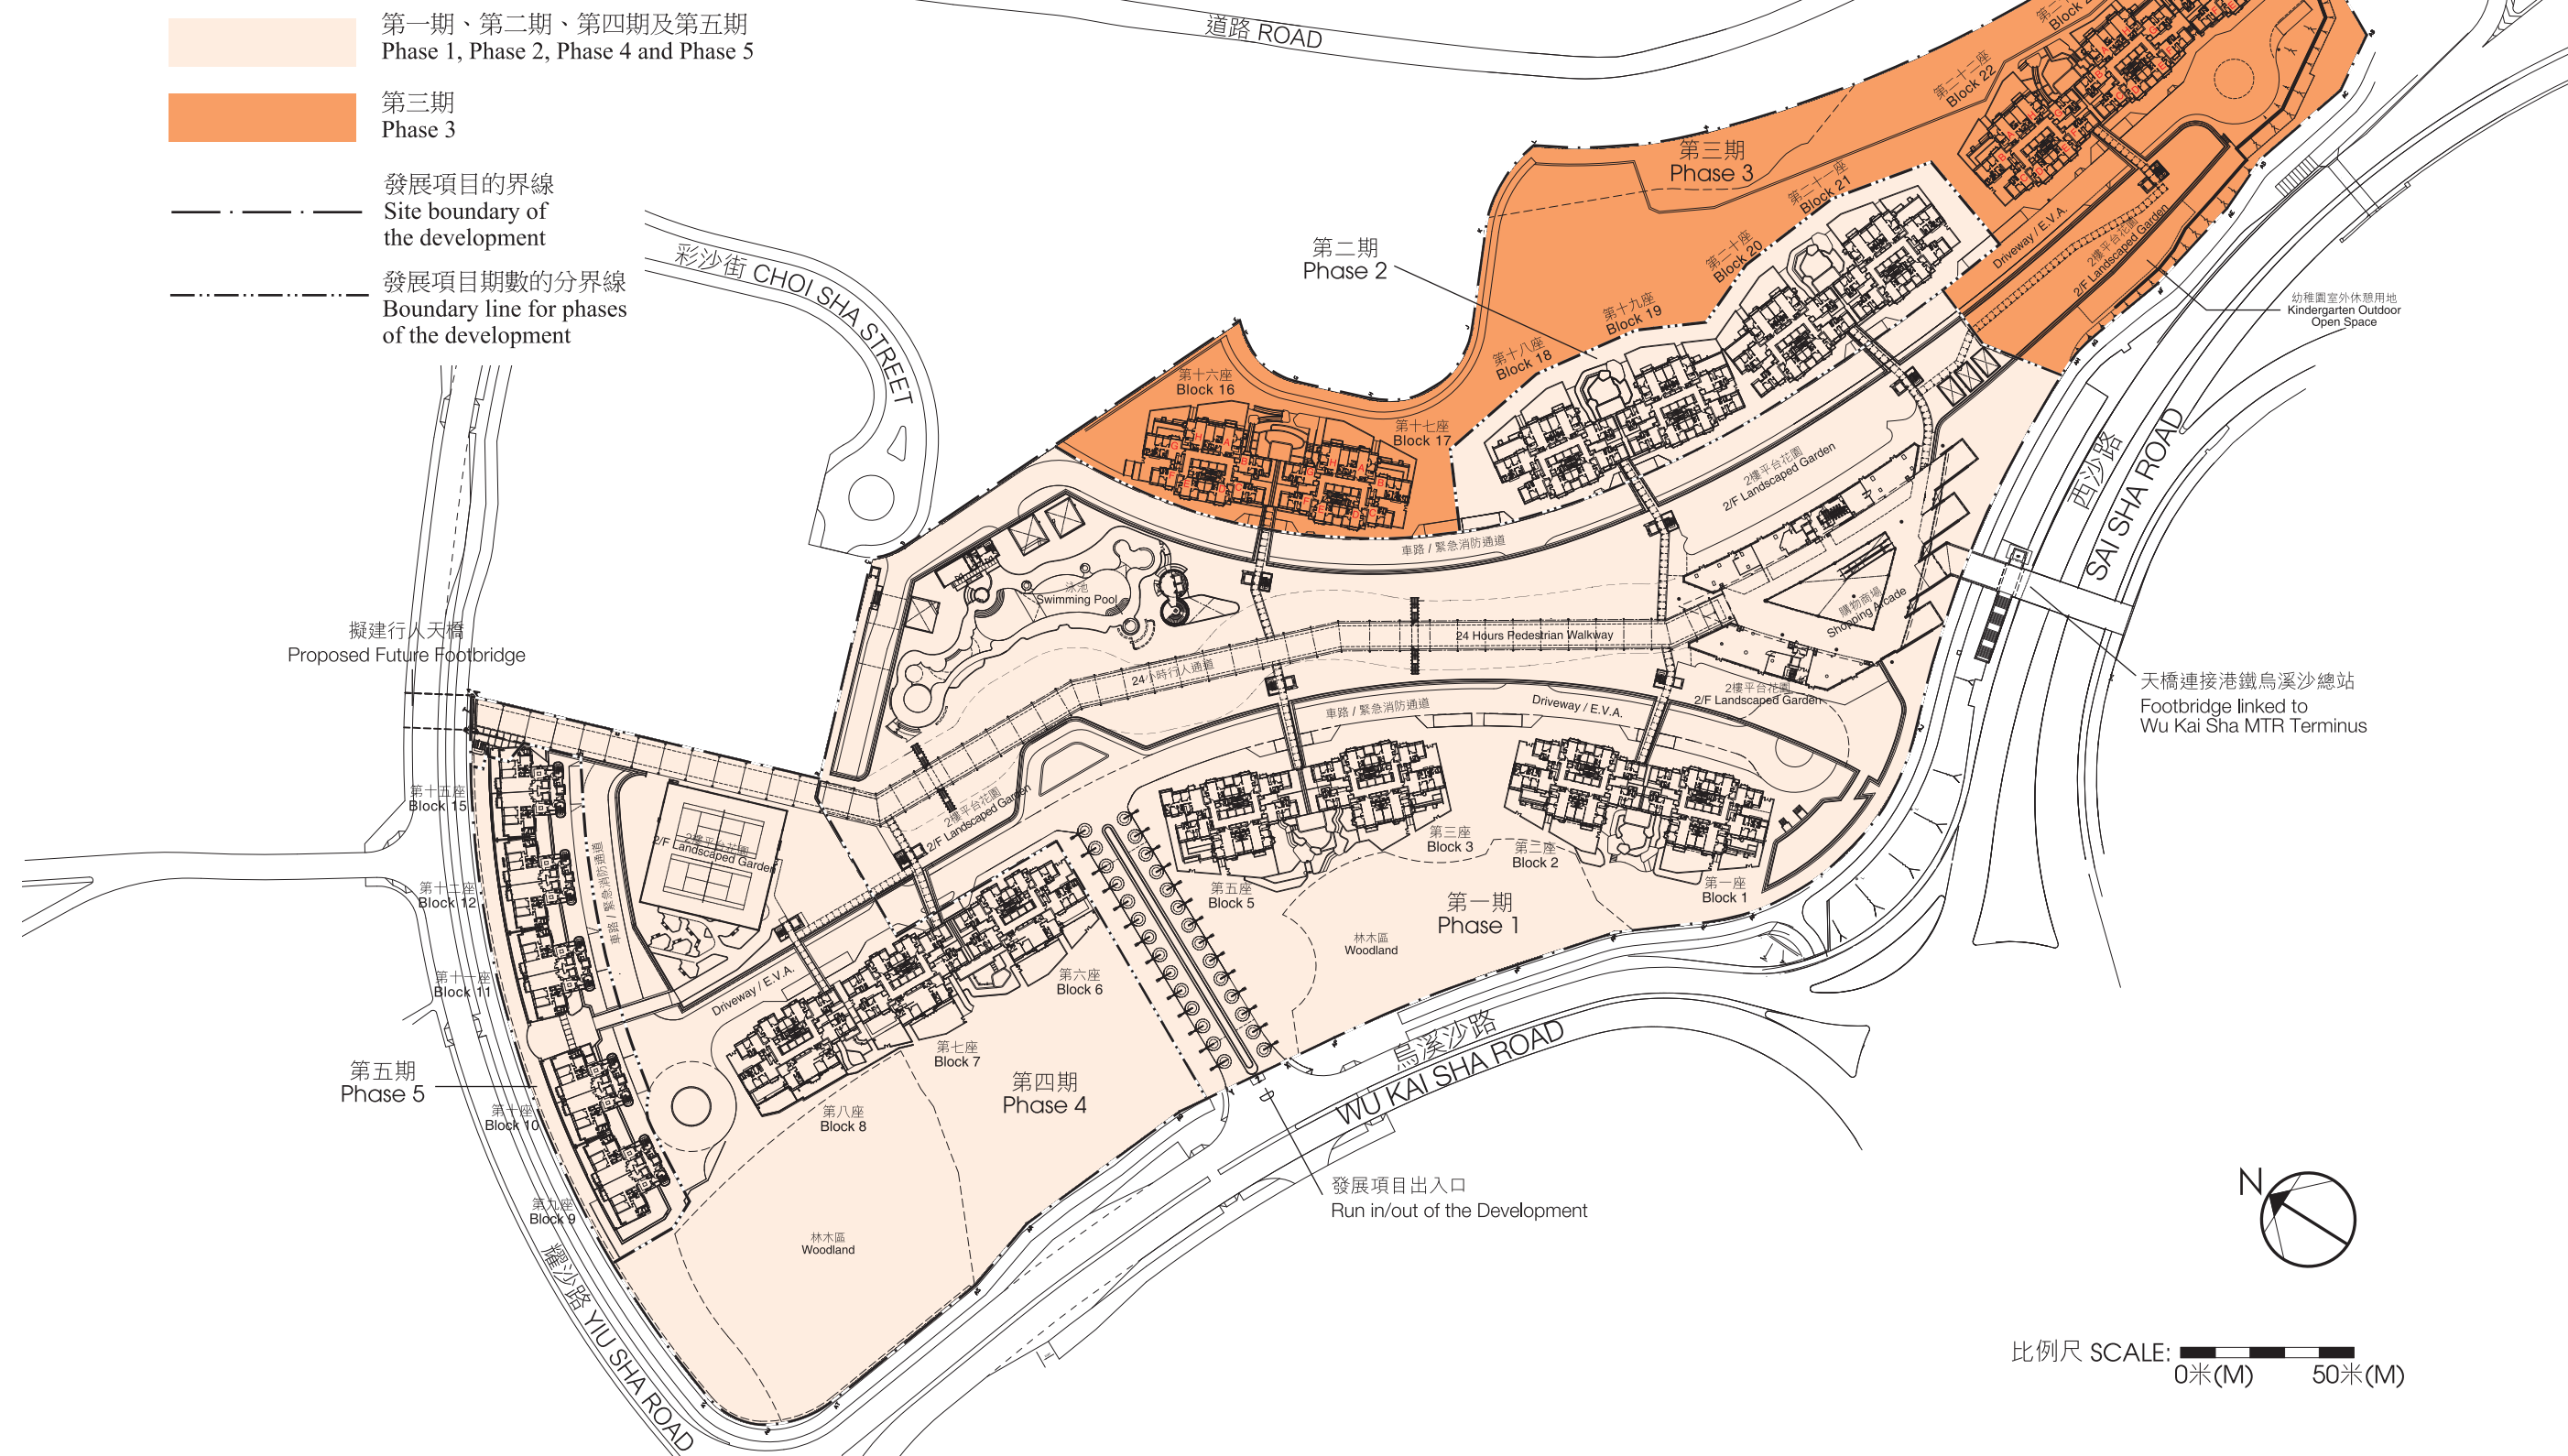 第一期、第二期、第四期及第五期
Phase 1, Phase 2, Phase 4 and Phase 5
第三期
Phase 3
發展項目的界線
Site boundary of
the development
發展項目期數的分界線
Boundary line for phases
of the development
道路 ROAD
彩沙街 CHOI SHA STREET
第三期
Phase 3
第二期
Phase 2
第二十二座
Block 22
第二十一座
Block 21
第二十座
Block 20
第十九座
Block 19
第十八座
Block 18
第十七座
Block 17
第十六座
Block 16
Driveway / E.V.A.
2樓平台花園
2/F Landscaped Garden
幼稚園室外休憩用地
Kindergarten Outdoor
Open Space
西沙路
SAI SHA ROAD
2樓平台花園
2/F Landscaped Garden
車路 / 緊急消防通道
泳池
Swimming Pool
購物商場
Shopping Arcade
24 Hours Pedestrian Walkway
24小時行人通道
擬建行人天橋
Proposed Future Footbridge
天橋連接港鐵烏溪沙總站
Footbridge linked to
Wu Kai Sha MTR Terminus
2樓平台花園
2/F Landscaped Garden
車路 / 緊急消防通道
Driveway / E.V.A.
第十五座
Block 15
2樓平台花園
2/F Landscaped Garden
2樓平台花園
2/F Landscaped Garden
車路 / 緊急消防通道
第三座
Block 3
第二座
Block 2
第一座
Block 1
第五座
Block 5
第一期
Phase 1
林木區
Woodland
第十二座
Block 12
第十一座
Block 11
Driveway / E.V.A.
第六座
Block 6
第七座
Block 7
第八座
Block 8
第四期
Phase 4
第五期
Phase 5
第十座
Block 10
第九座
Block 9
林木區
Woodland
烏溪沙路
WU KAI SHA ROAD
發展項目出入口
Run in/out of the Development
耀沙路 YIU SHA ROAD
N
比例尺 SCALE:
0米(M) 50米(M)